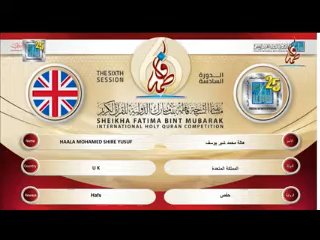 THE SIXTH
SESSION
الدورة
السادسة
SHEIKHA FATIMA BINT MUBARAK
INTERNATIONAL HOLY QURAN COMPETITION
HAALA MOHAMED SHIRE YUSUF
هالة محمد شير يوسف
Country
U K
المملكة المتحدة
Hafs
حفص